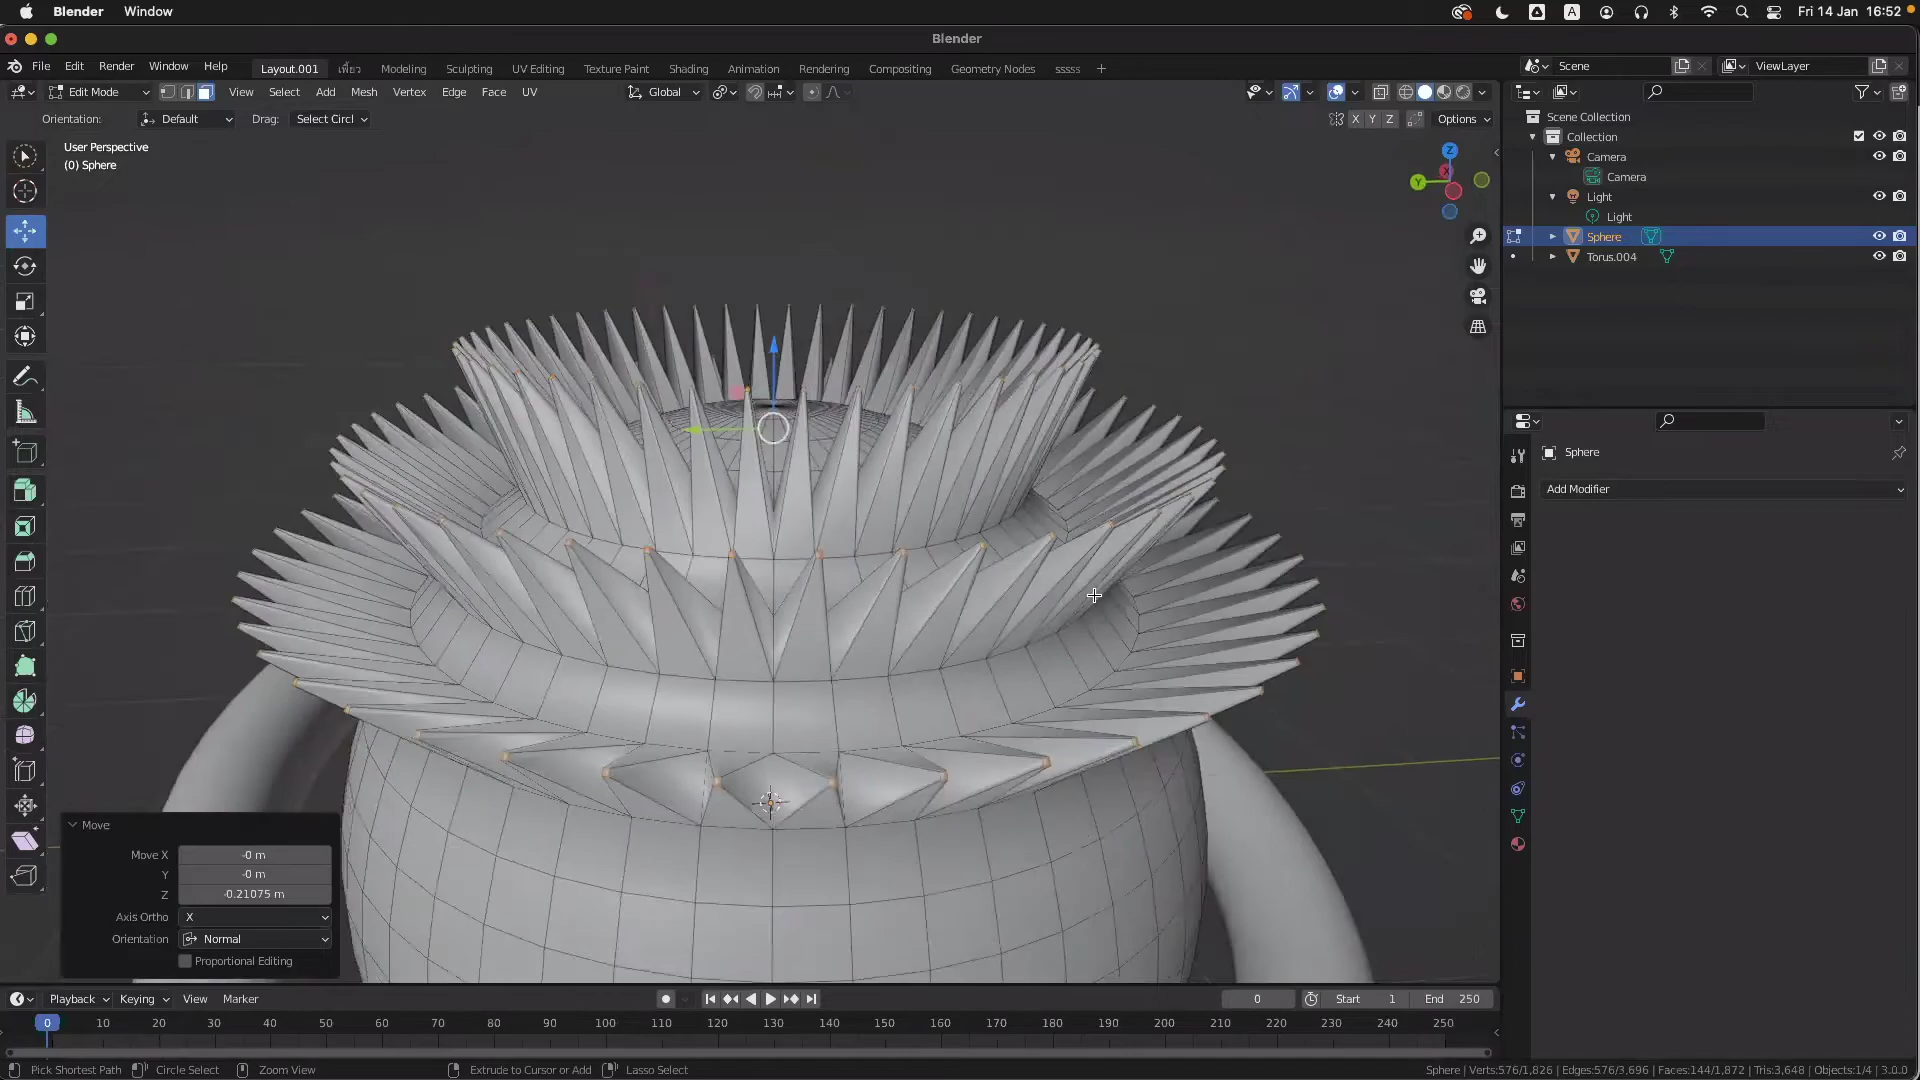 Blender Window Fri 14 Jan 16:52
Blender
File Edit Render Window Help Layout.001 เพี้ยว Modeling Sculpting UV Editing Texture Paint Shading Animation Rendering Compositing Geometry Nodes sssss + Scene ViewLayer
Edit Mode View Select Add Mesh Vertex Edge Face UV Global
Orientation: Default Drag: Select Circl X Y Z Options
User Perspective
(0) Sphere
Z
Y
X
Scene Collection
Collection
Camera
Camera
Light
Light
Sphere
Torus.004
Sphere
Add Modifier
Move
Move X -0 m
Y -0 m
Z -0.21075 m
Axis Ortho X
Orientation Normal
Proportional Editing
Playback Keying View Marker 0 Start 1 End 250
0 10 20 30 40 50 60 70 80 90 100 110 120 130 140 150 160 170 180 190 200 210 220 230 240 250
Pick Shortest Path Circle Select Zoom View Extrude to Cursor or Add Lasso Select Sphere | Verts:576/1,826 | Edges:576/3,696 | Faces:144/1,872 | Tris:3,648 | Objects:1/4 | 3.0.0